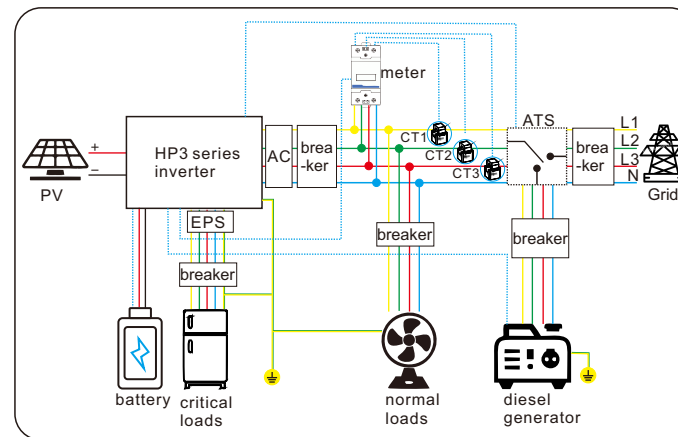 meter
ATS
L1
CT1
HP3 series
inverter
AC
brea
-ker
CT2
brea
-ker
L2
+
−
PV
CT3
L3
N
Grid
EPS
breaker
breaker
breaker
battery
critical
loads
normal
loads
diesel
generator